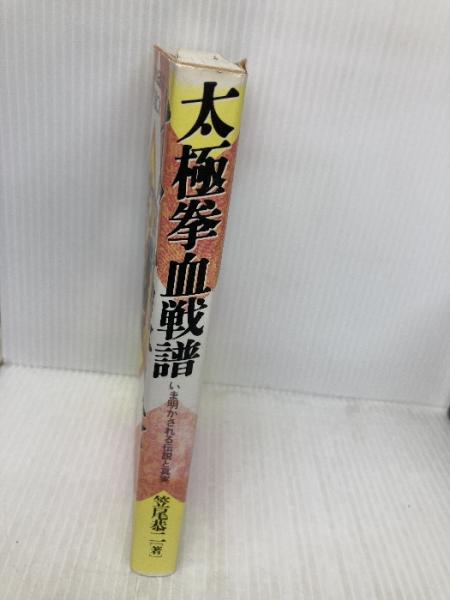 太極拳血戦譜
いま明かされる伝説と真実
笠尾恭二[著]